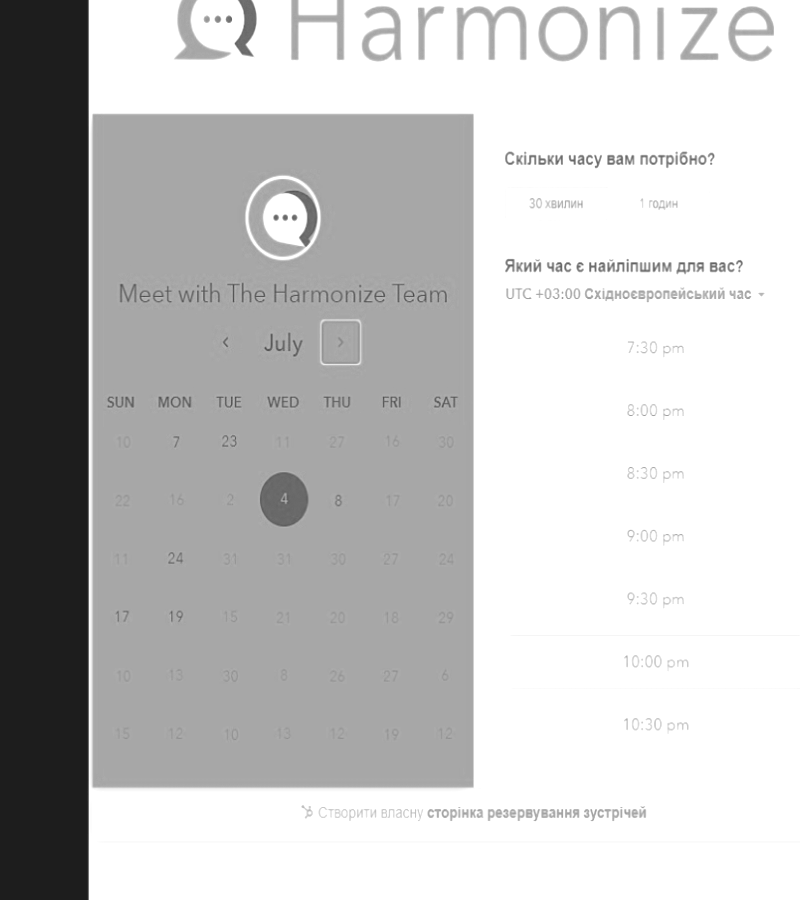 Harmonize
Meet with The Harmonize Team
July
SUN MON TUE WED THU FRI SAT
10 7 23 11 27 16 30
22 16 2 4 8 17 20
11 24 31 31 30 27 24
17 19 15 21 20 18 29
10 13 30 8 26 27 6
15 12 10 13 12 19 12
Скільки часу вам потрібно?
30 хвилин 1 годин
Який час є найліпшим для вас?
UTC +03:00 Східноєвропейський час
7:30 pm
8:00 pm
8:30 pm
9:00 pm
9:30 pm
10:00 pm
10:30 pm
Створити власну сторінка резервування зустрічей